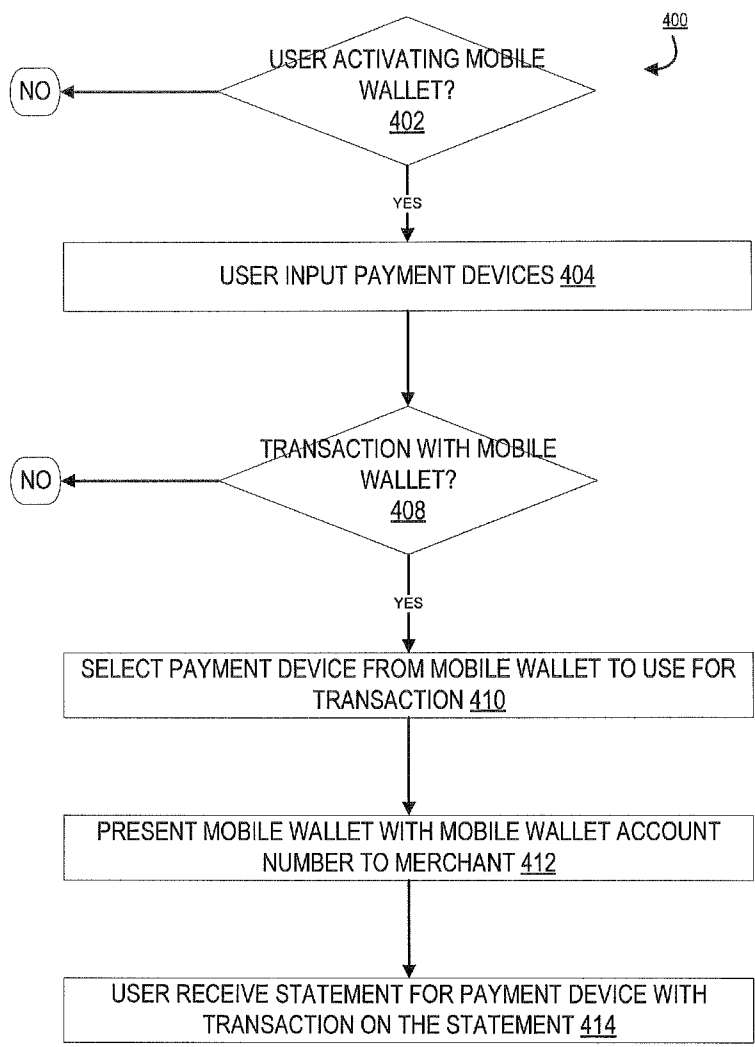 400
USER ACTIVATING MOBILE
WALLET?
402
NO
YES
USER INPUT PAYMENT DEVICES 404
TRANSACTION WITH MOBILE
WALLET?
408
NO
YES
SELECT PAYMENT DEVICE FROM MOBILE WALLET TO USE FOR
TRANSACTION 410
PRESENT MOBILE WALLET WITH MOBILE WALLET ACCOUNT
NUMBER TO MERCHANT 412
USER RECEIVE STATEMENT FOR PAYMENT DEVICE WITH
TRANSACTION ON THE STATEMENT 414